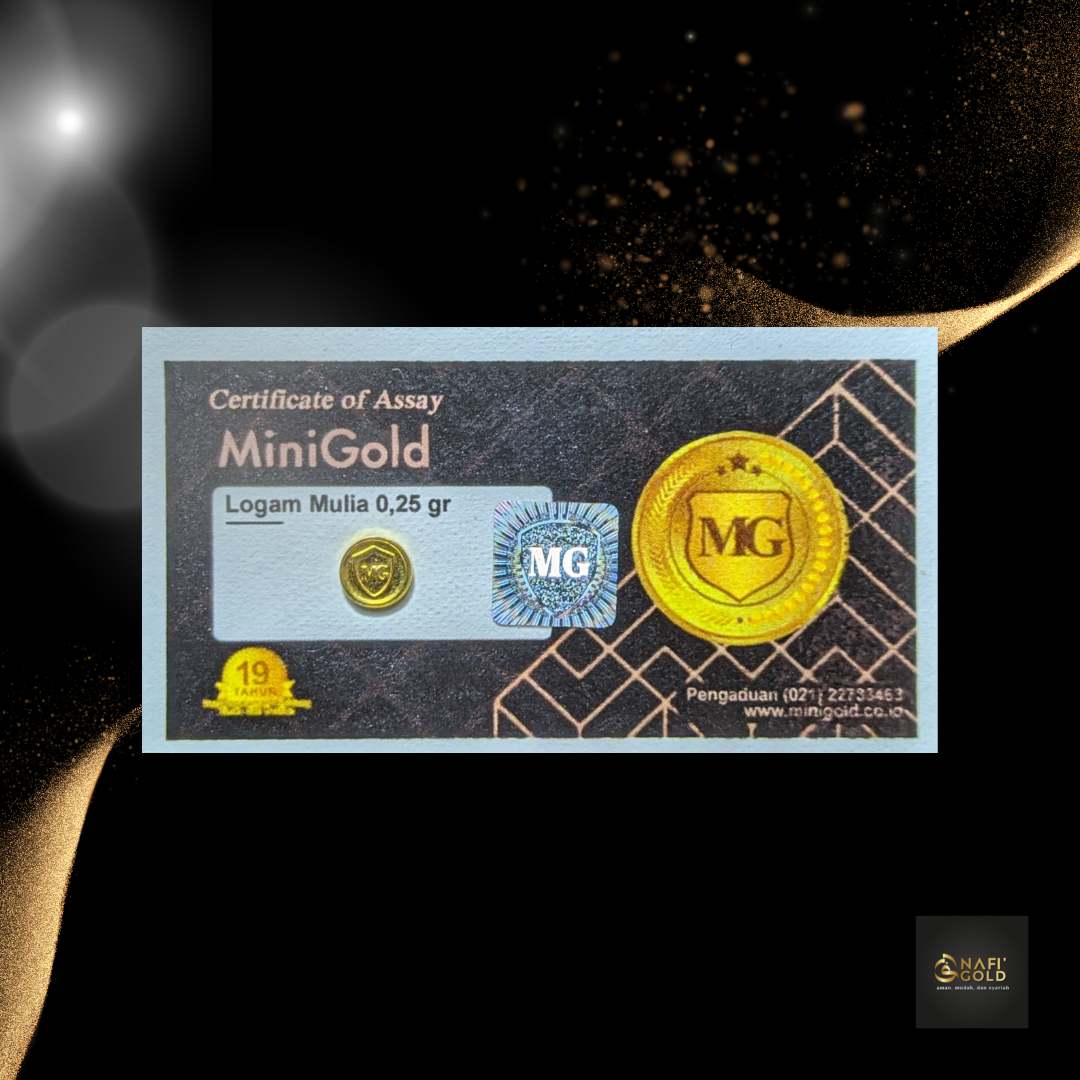 Certificate of Assay
MiniGold
Logam Mulia 0,25 gr
MG
MG
MG
19
TAHUN
Pengaduan (021) 22733463
www.minigold.co.id
NAFI'
GOLD
aman, mudah, dan syariah